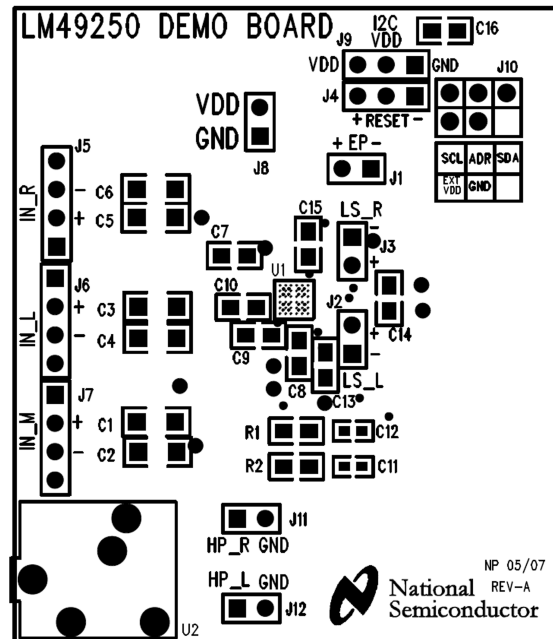 LM49250 DEMO BOARD
I2C
VDD
C16
J9
VDD
GND
J10
J4
+ RESET -
VDD
GND
J8
+ EP -
J1
SCL ADR SDA
EXT VDD GND
J5
IN_R
-
+
C6
C5
C7
C15
LS_R
-
+
J3
J6
IN_L
+
-
C3
C4
C10
U1
C9
C8
J2
+
-
LS_L
C14
C13
J7
IN_M
+
-
C1
C2
R1
C12
R2
C11
J11
HP_R GND
HP_L GND
J12
U2
NP 05/07
REV-A
National
Semiconductor